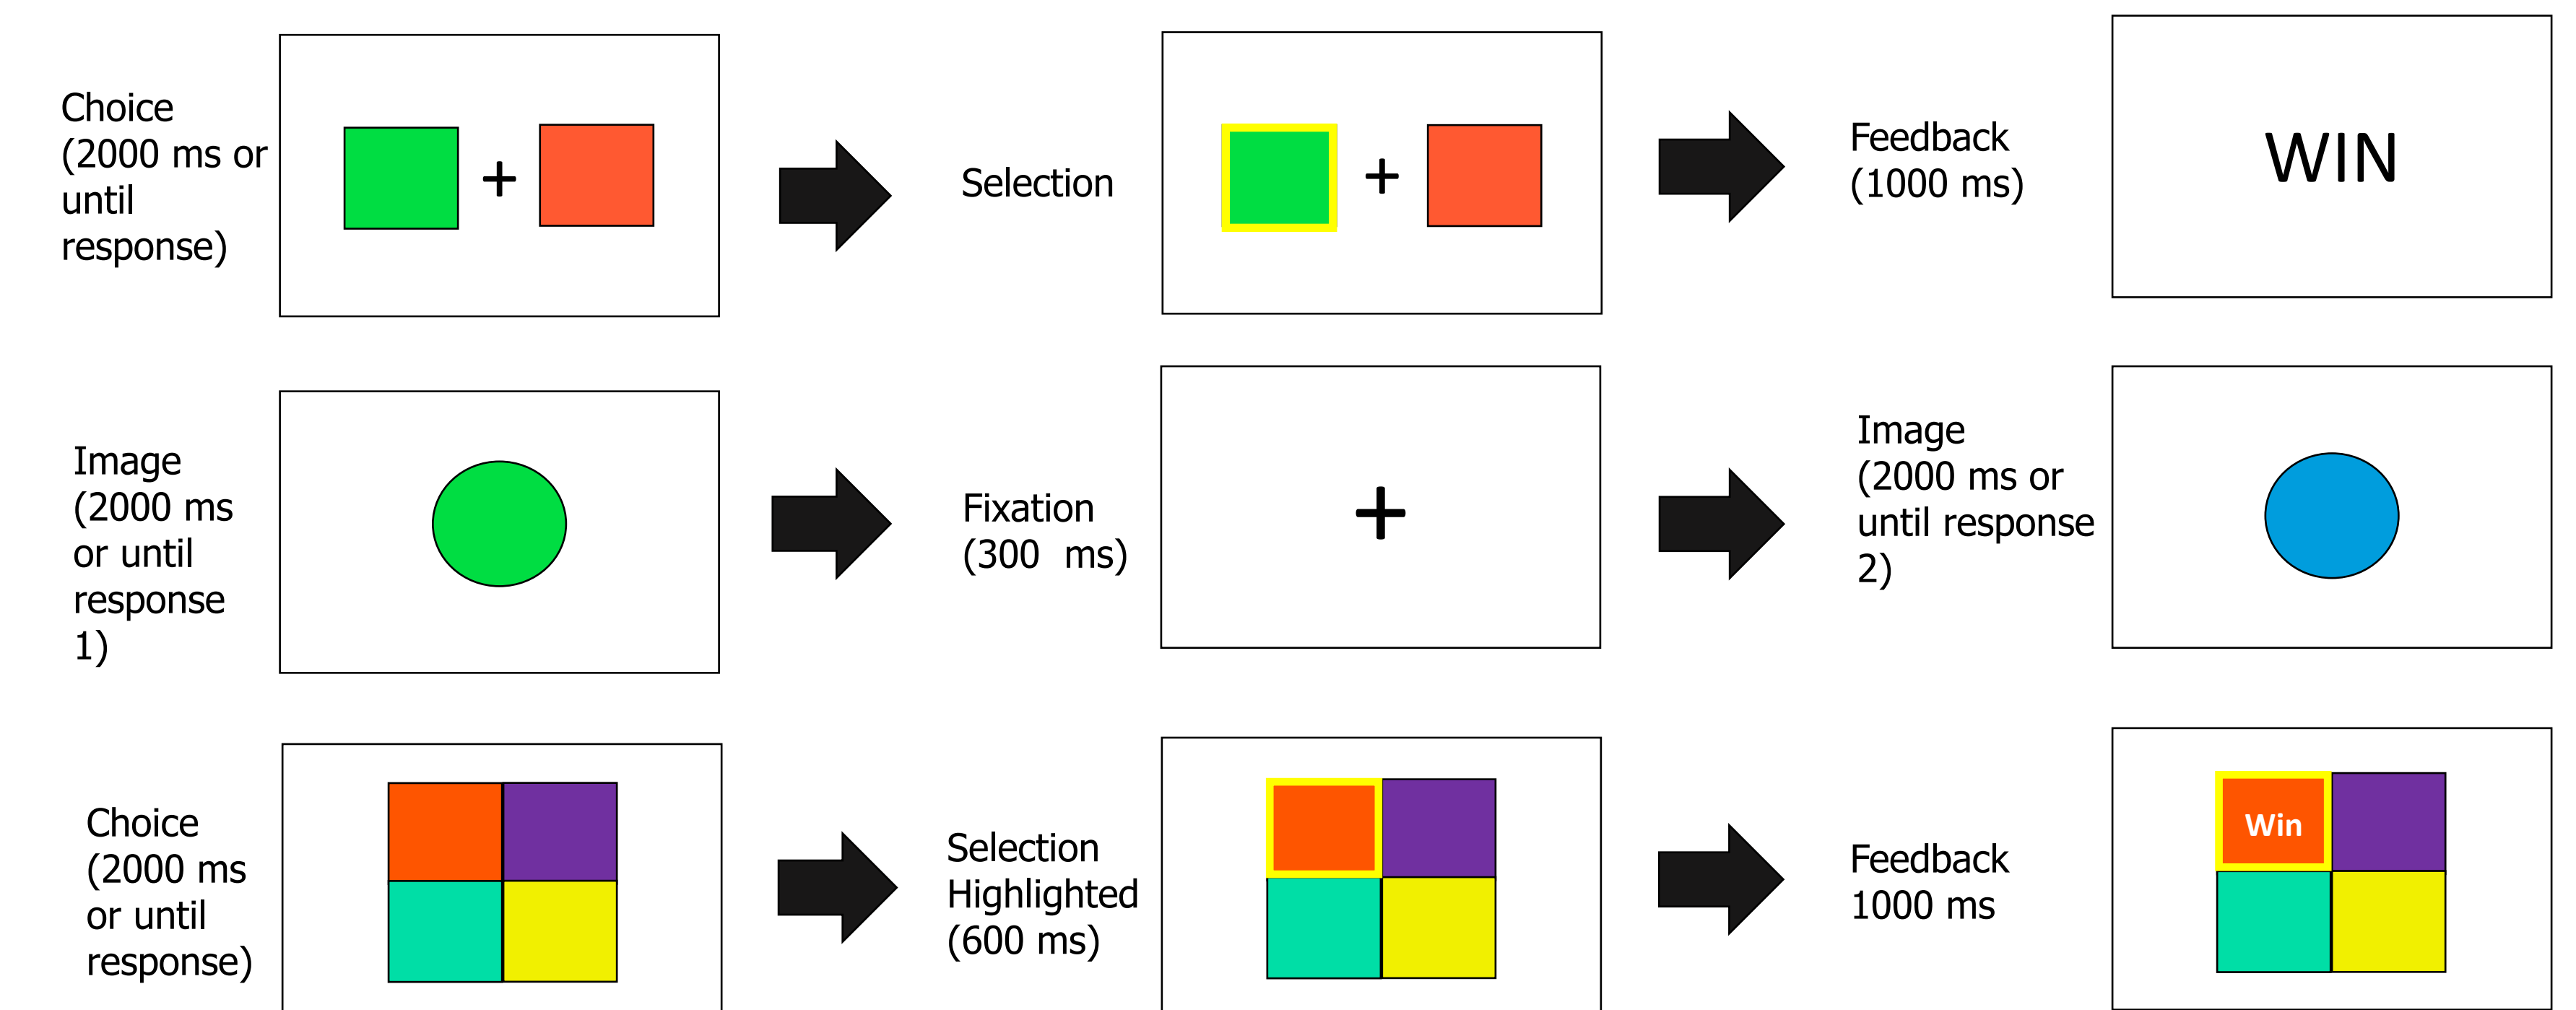 Choice
(2000 ms or
until
response)
+
Selection
+
Feedback
(1000 ms)
WIN
Image
(2000 ms
or until
response
1)
Fixation
(300  ms)
+
Image
(2000 ms or
until response
2)
Choice
(2000 ms
or until
response)
Selection
Highlighted
(600 ms)
Feedback
1000 ms
Win